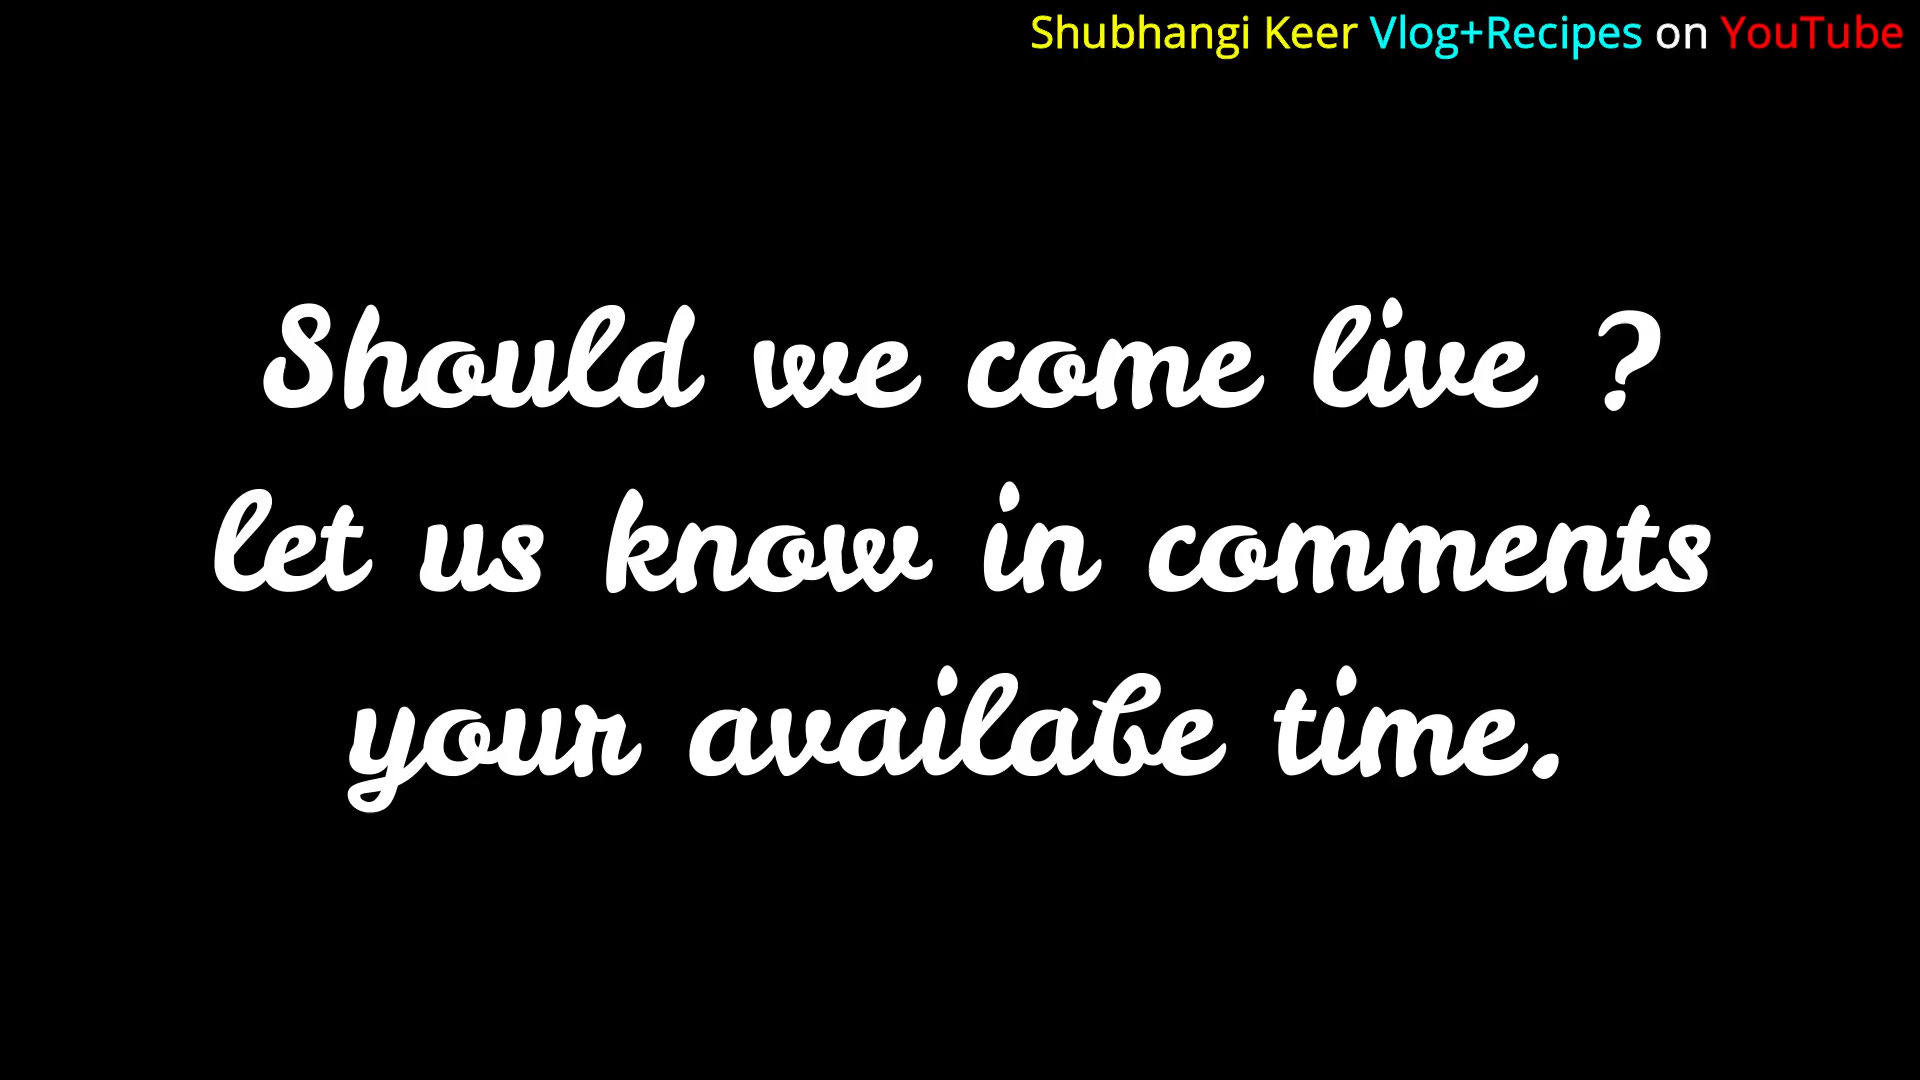 Shubhangi Keer Vlog+Recipes on YouTube
Should we come live ?
let us know in comments
your availabe time.